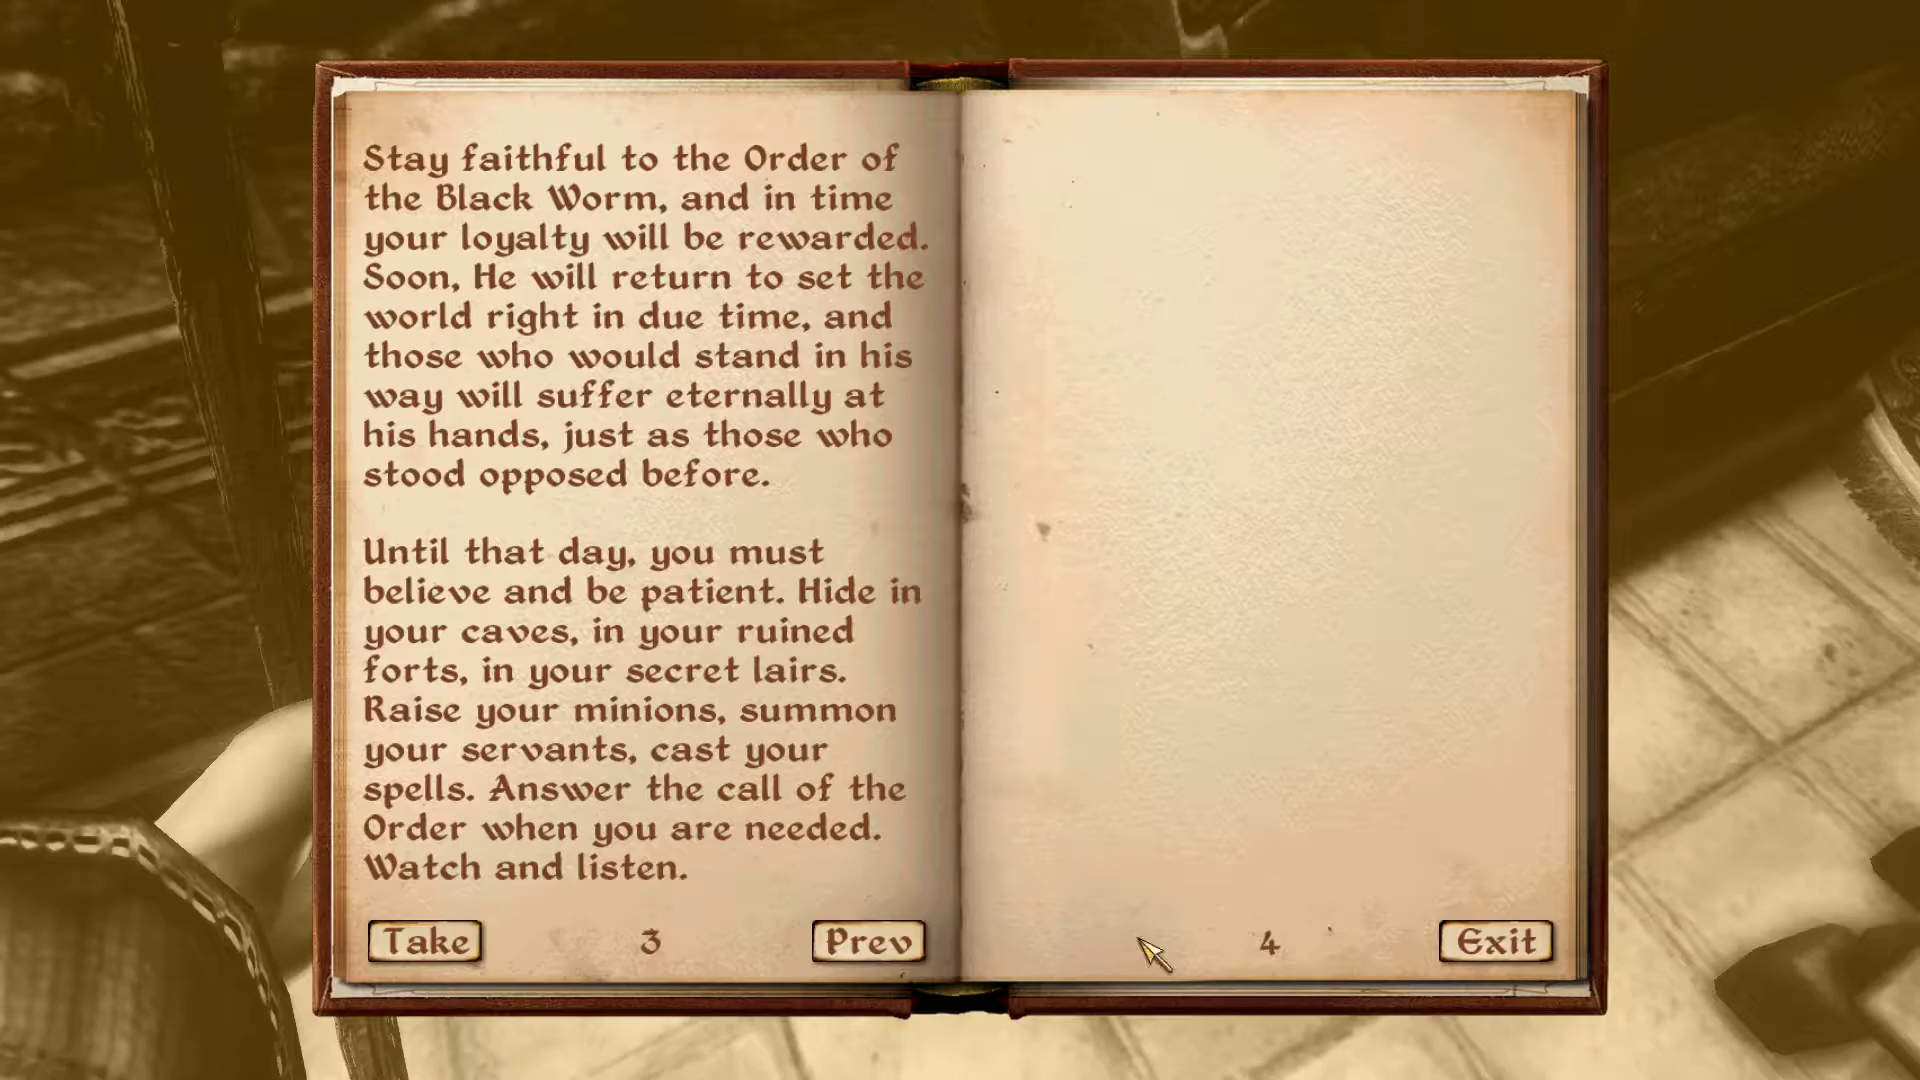 Stay faithful to the Order of
the Black Worm, and in time
your loyalty will be rewarded.
Soon, He will return to set the
world right in due time, and
those who would stand in his
way will suffer eternally at
his hands, just as those who
stood opposed before.
Until that day, you must
believe and be patient. Hide in
your caves, in your ruined
forts, in your secret lairs.
Raise your minions, summon
your servants, cast your
spells. Answer the call of the
Order when you are needed.
Watch and listen.
Take 3 Prev 4 Exit